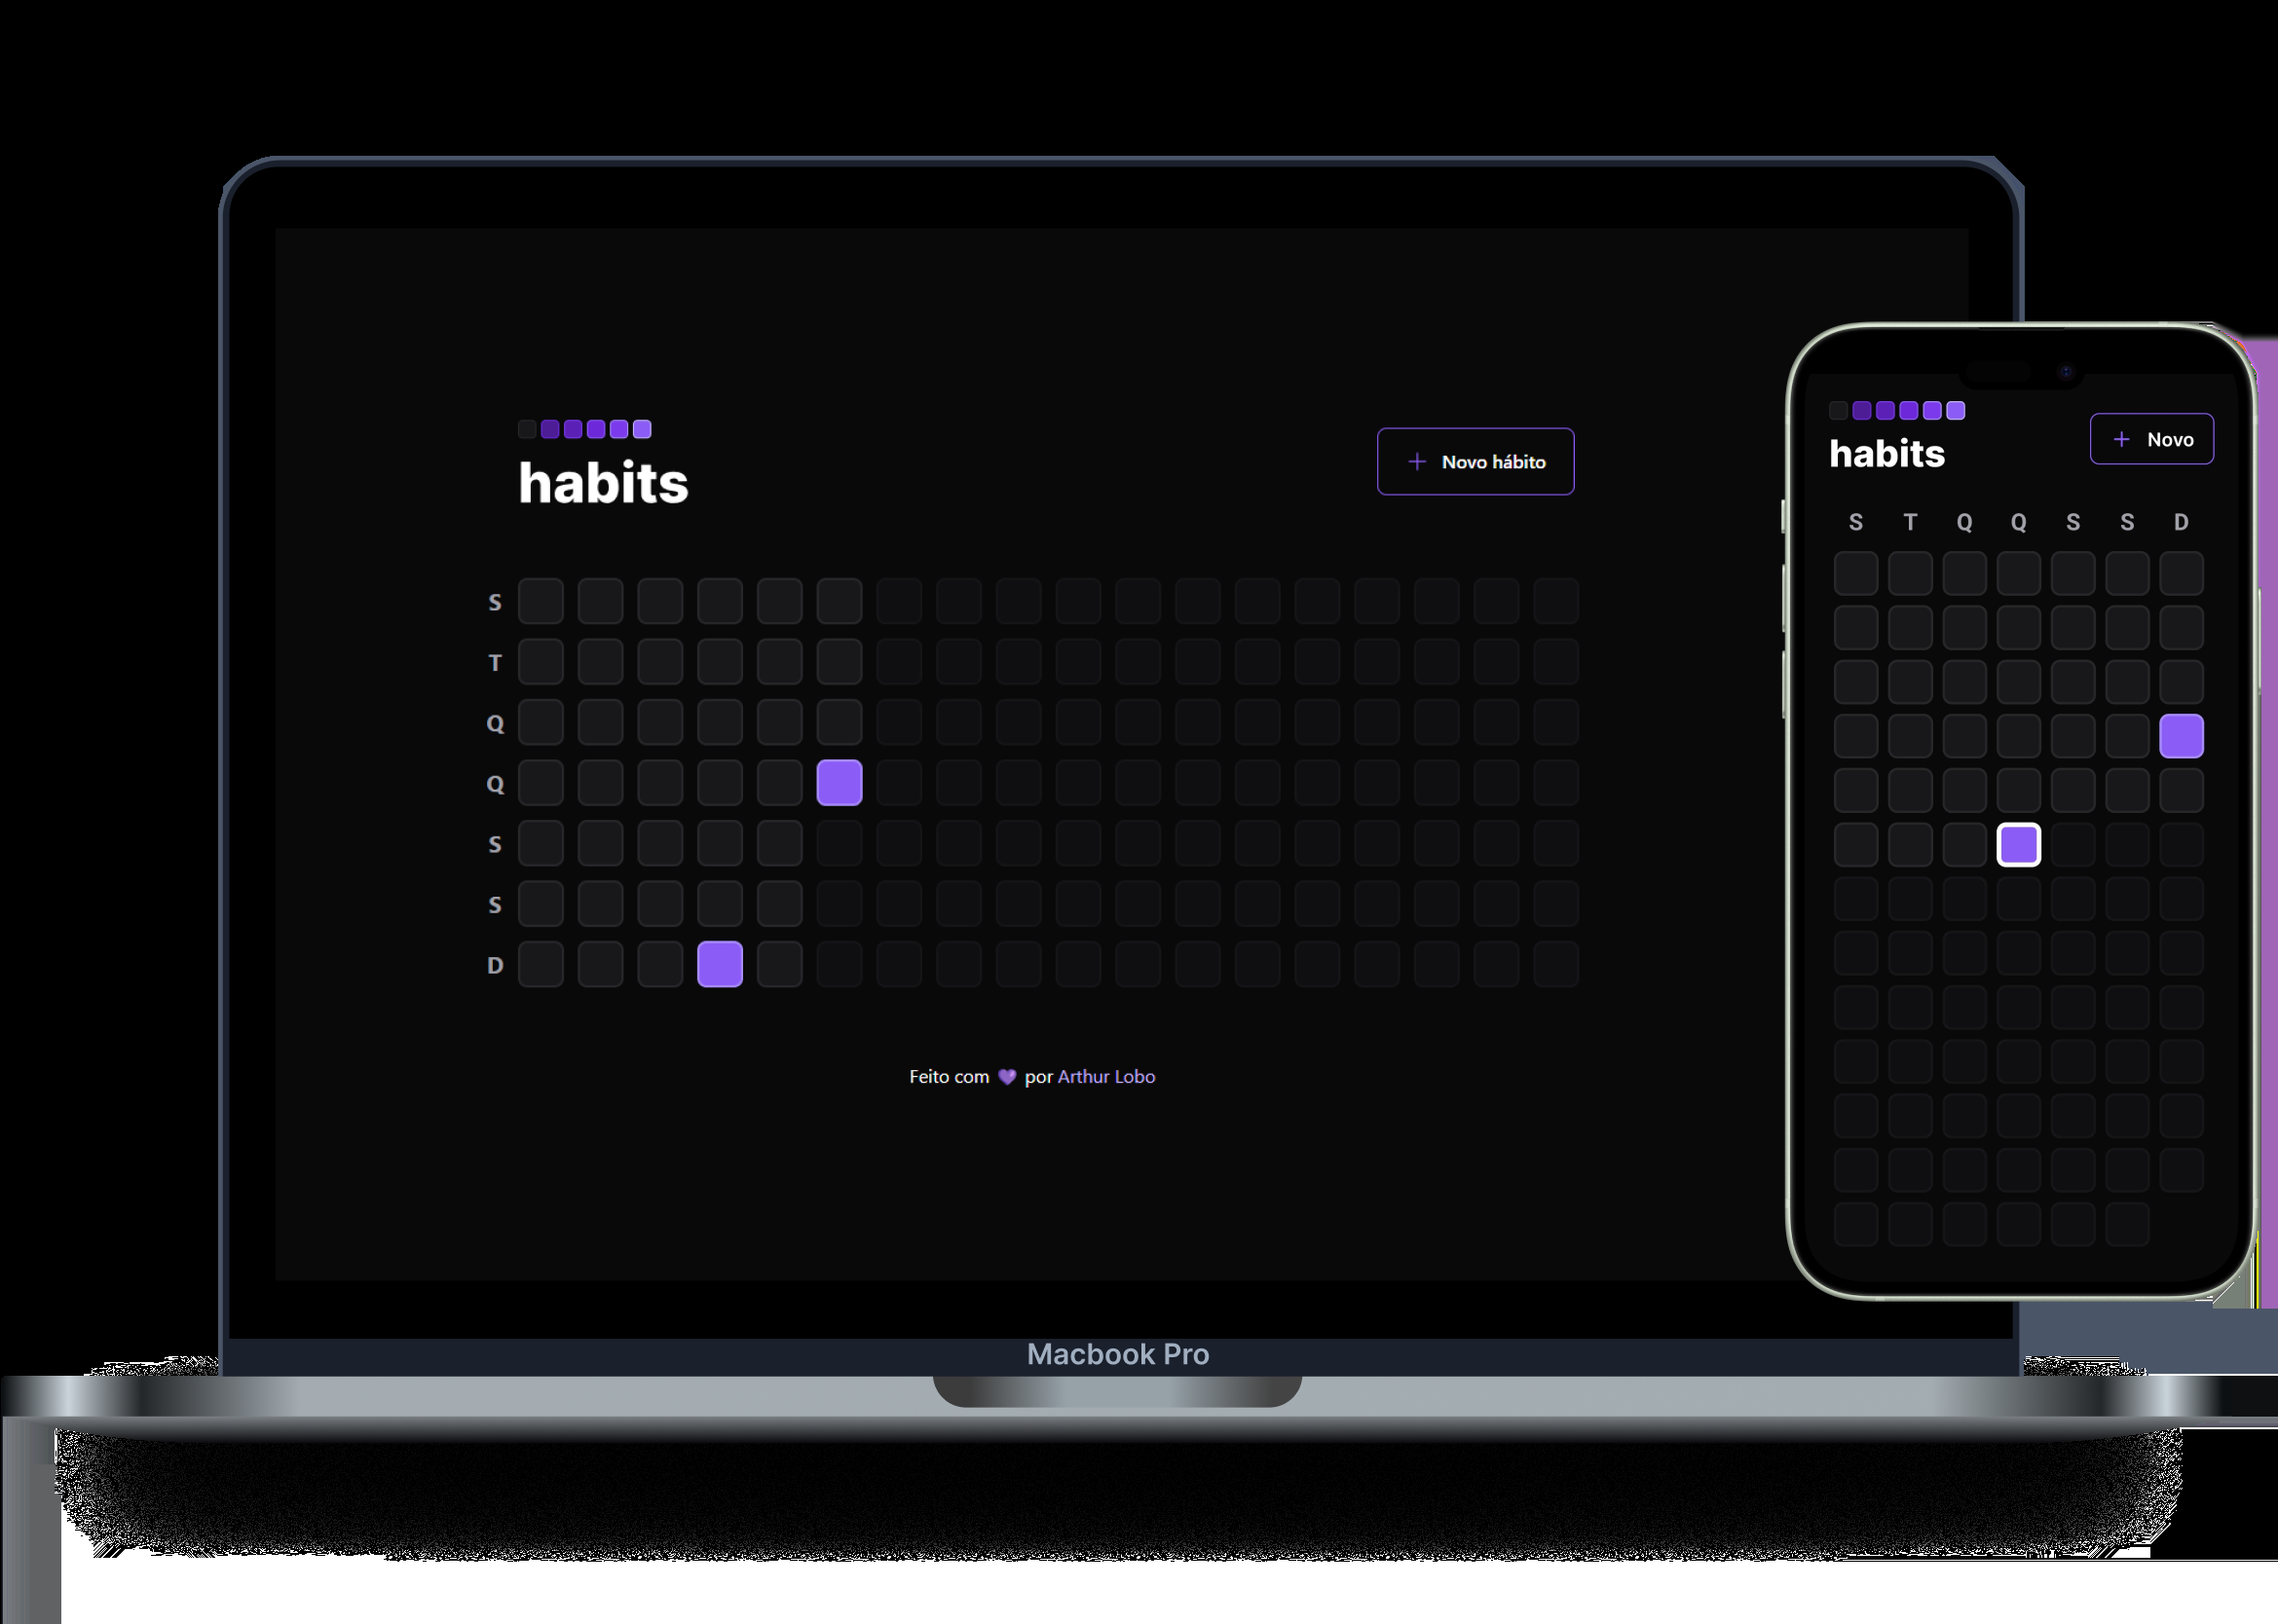 habits
Novo hábito
S
T
Q
Q
S
S
D
Feito com 💜 por Arthur Lobo
Macbook Pro
habits
Novo
S T Q Q S S D